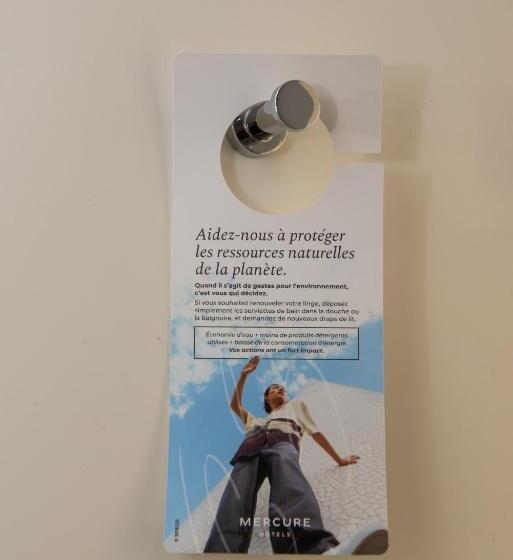 Aidez-nous à protéger
les ressources naturelles
de la planète.
Quand il s'agit de gestes pour l'environnement,
c'est vous qui décidez.
Si vous souhaitez renouveler votre linge, déposez
simplement les serviettes de bain dans la douche ou
la baignoire, et demandez de nouveaux draps de lit.
Économie d'eau + moins de produits détergents
utilisés + baisse de la consommation d'énergie
Vos actions ont un fort impact.
MERCURE
HOTELS